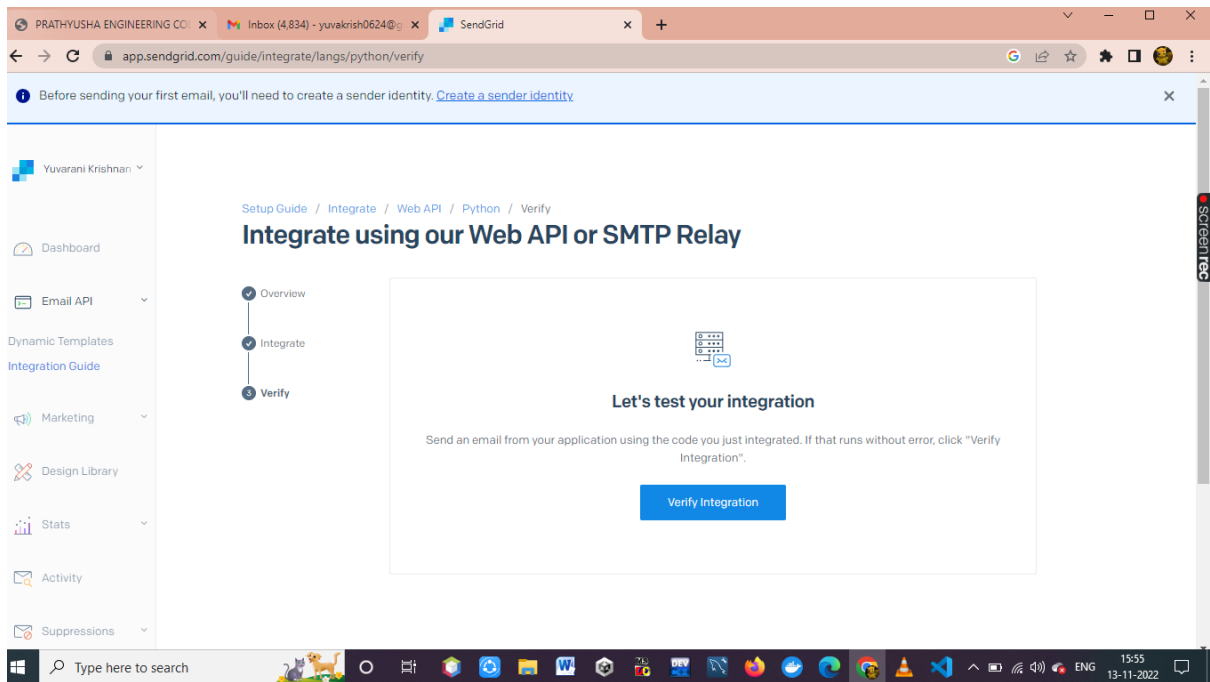 PRATHYUSHA ENGINEERING CO
Inbox (4,834) - yuvakrish0624@g
SendGrid
app.sendgrid.com/guide/integrate/langs/python/verify
Before sending your first email, you'll need to create a sender identity. Create a sender identity
Yuvarani Krishnan
Setup Guide / Integrate / Web API / Python / Verify
Integrate using our Web API or SMTP Relay
Dashboard
Email API
Dynamic Templates
Integration Guide
Marketing
Design Library
Stats
Activity
Suppressions
Overview
Integrate
3 Verify
Let's test your integration
Send an email from your application using the code you just integrated. If that runs without error, click "Verify
Integration".
Verify Integration
screenrec
Type here to search
DEV
ENG
15:55
13-11-2022